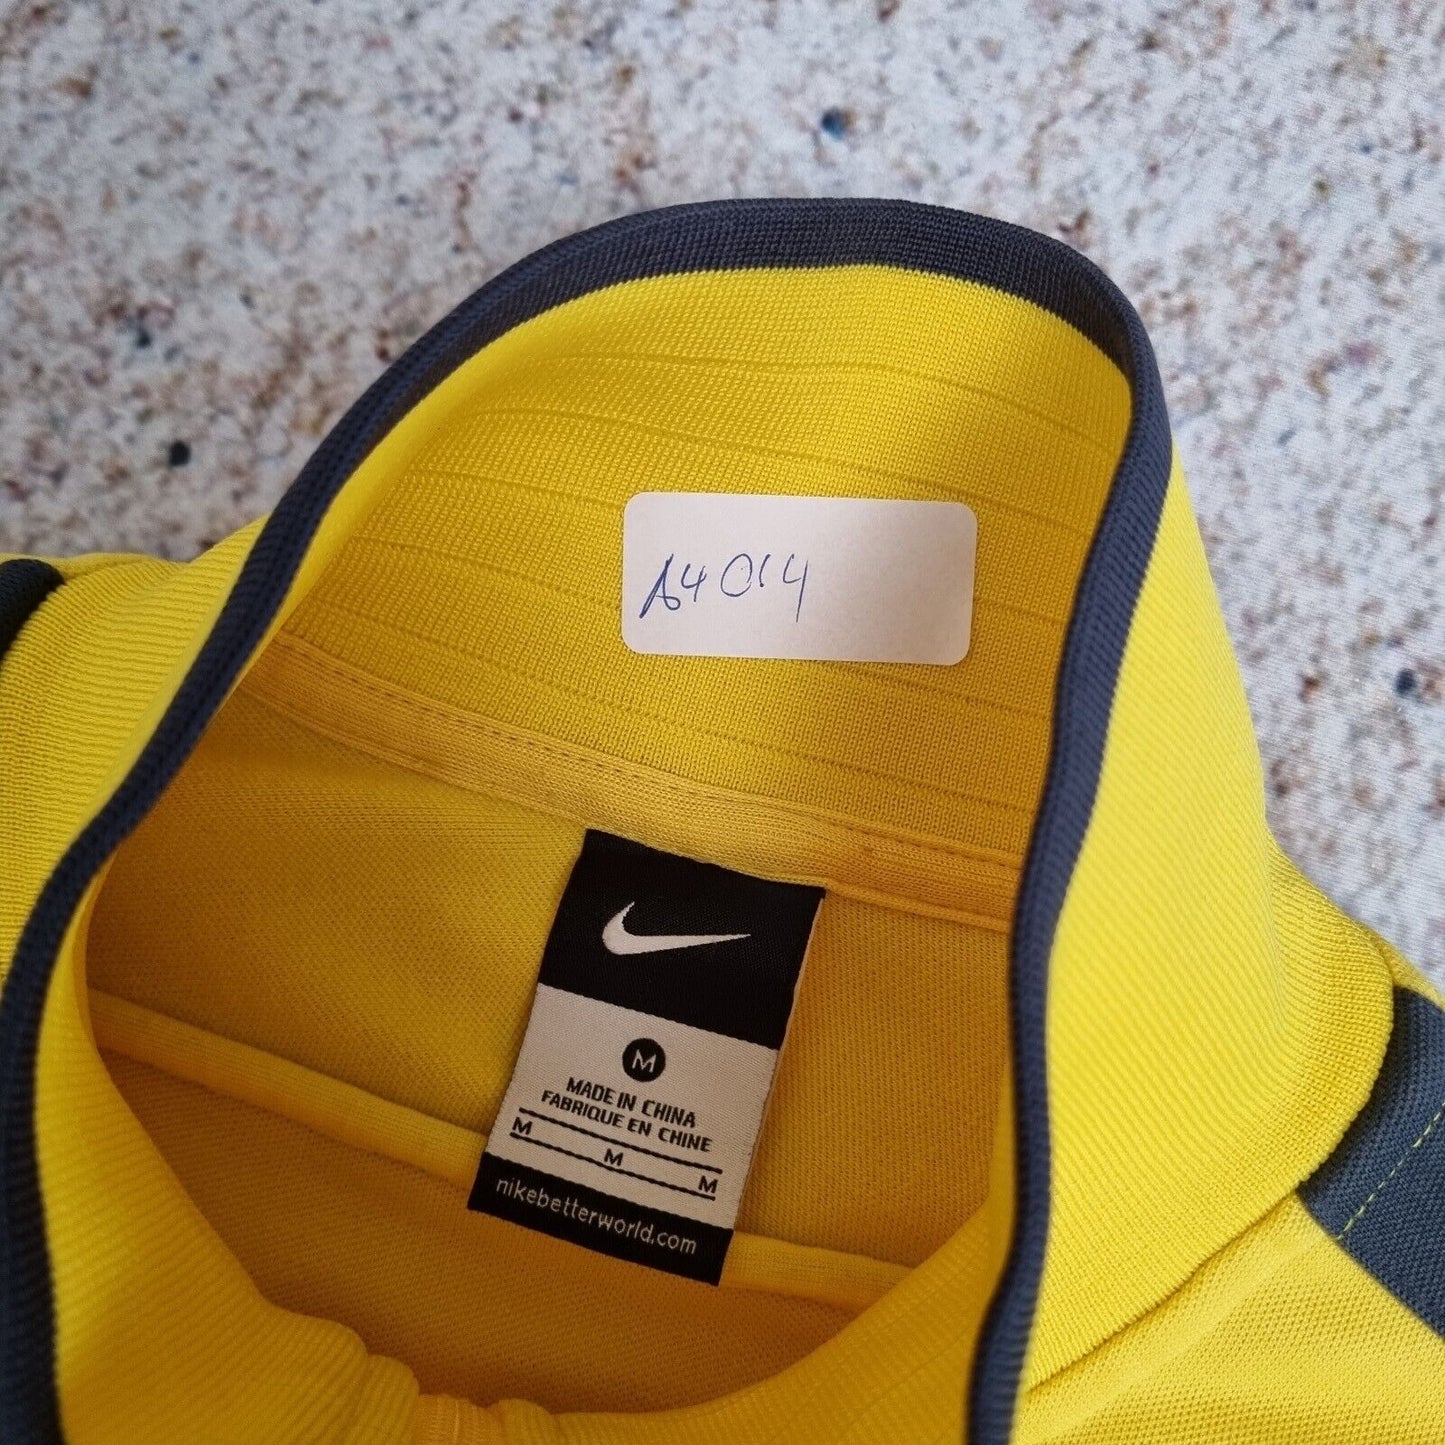 A4014
M
MADE IN CHINA
FABRIQUE EN CHINE
M
M
M
nikebetterworld.com